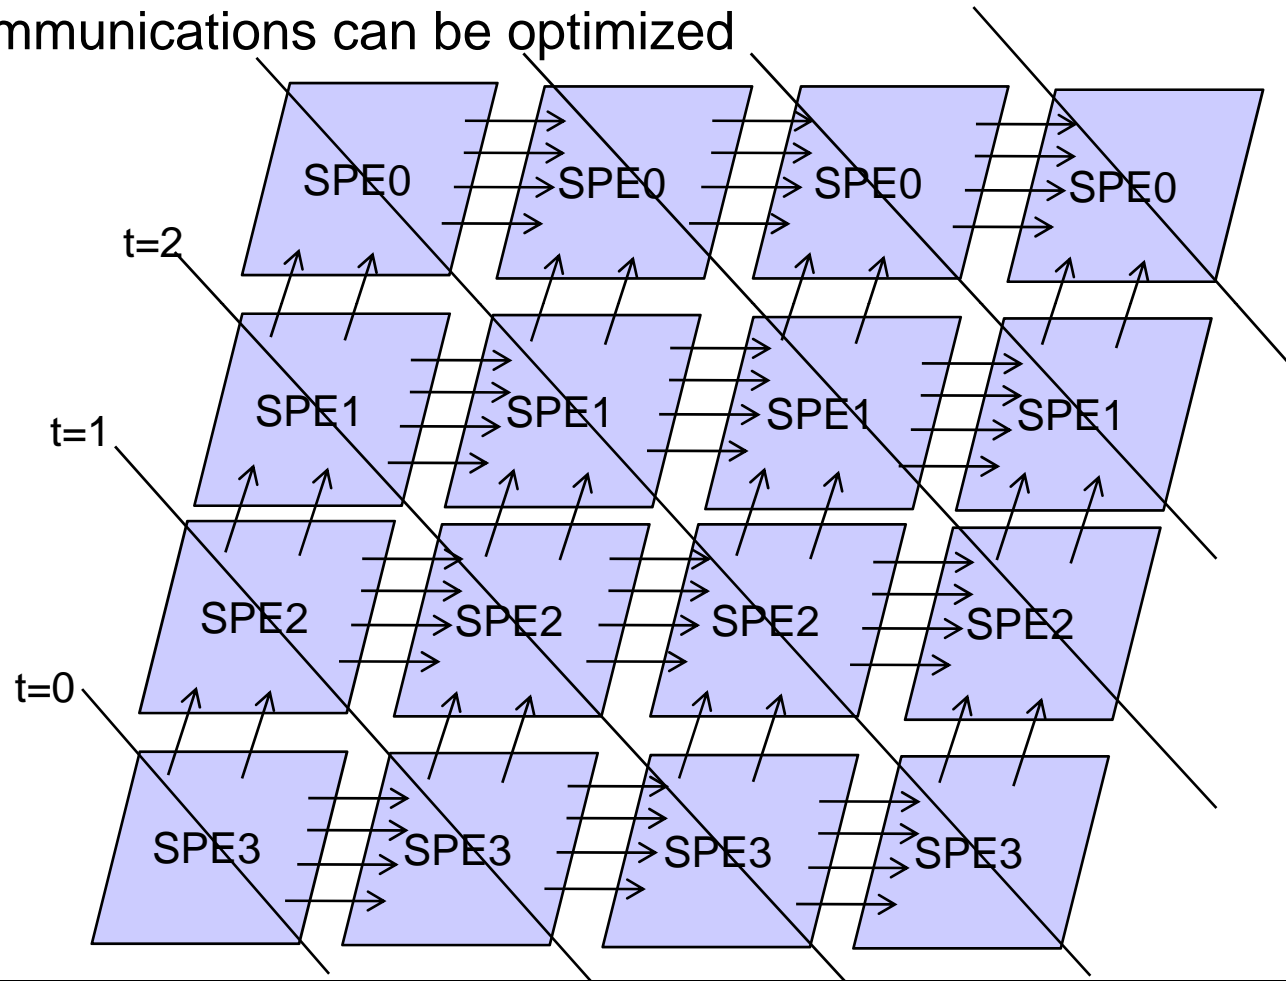 mmunications can be optimized
SPE0 SPE0 SPE0 SPE0
t=2
SPE1 SPE1 SPE1 SPE1
t=1
SPE2 SPE2 SPE2 SPE2
t=0
SPE3 SPE3 SPE3 SPE3